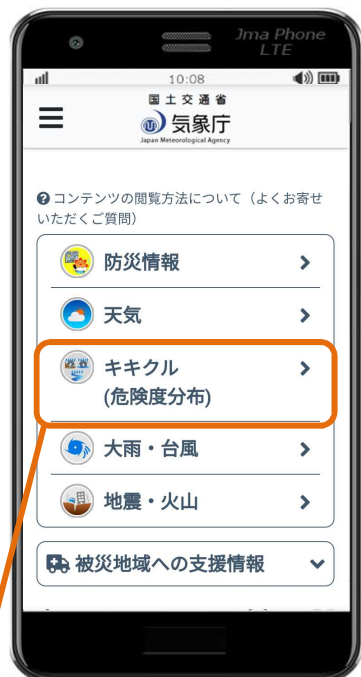 Jma Phone
LTE
10:08
国土交通省
気象庁
Japan Meteorological Agency
コンテンツの閲覧方法について（よくお寄せ
いただくご質問）
防災情報
天気
キキクル
(危険度分布)
大雨・台風
地震・火山
被災地域への支援情報